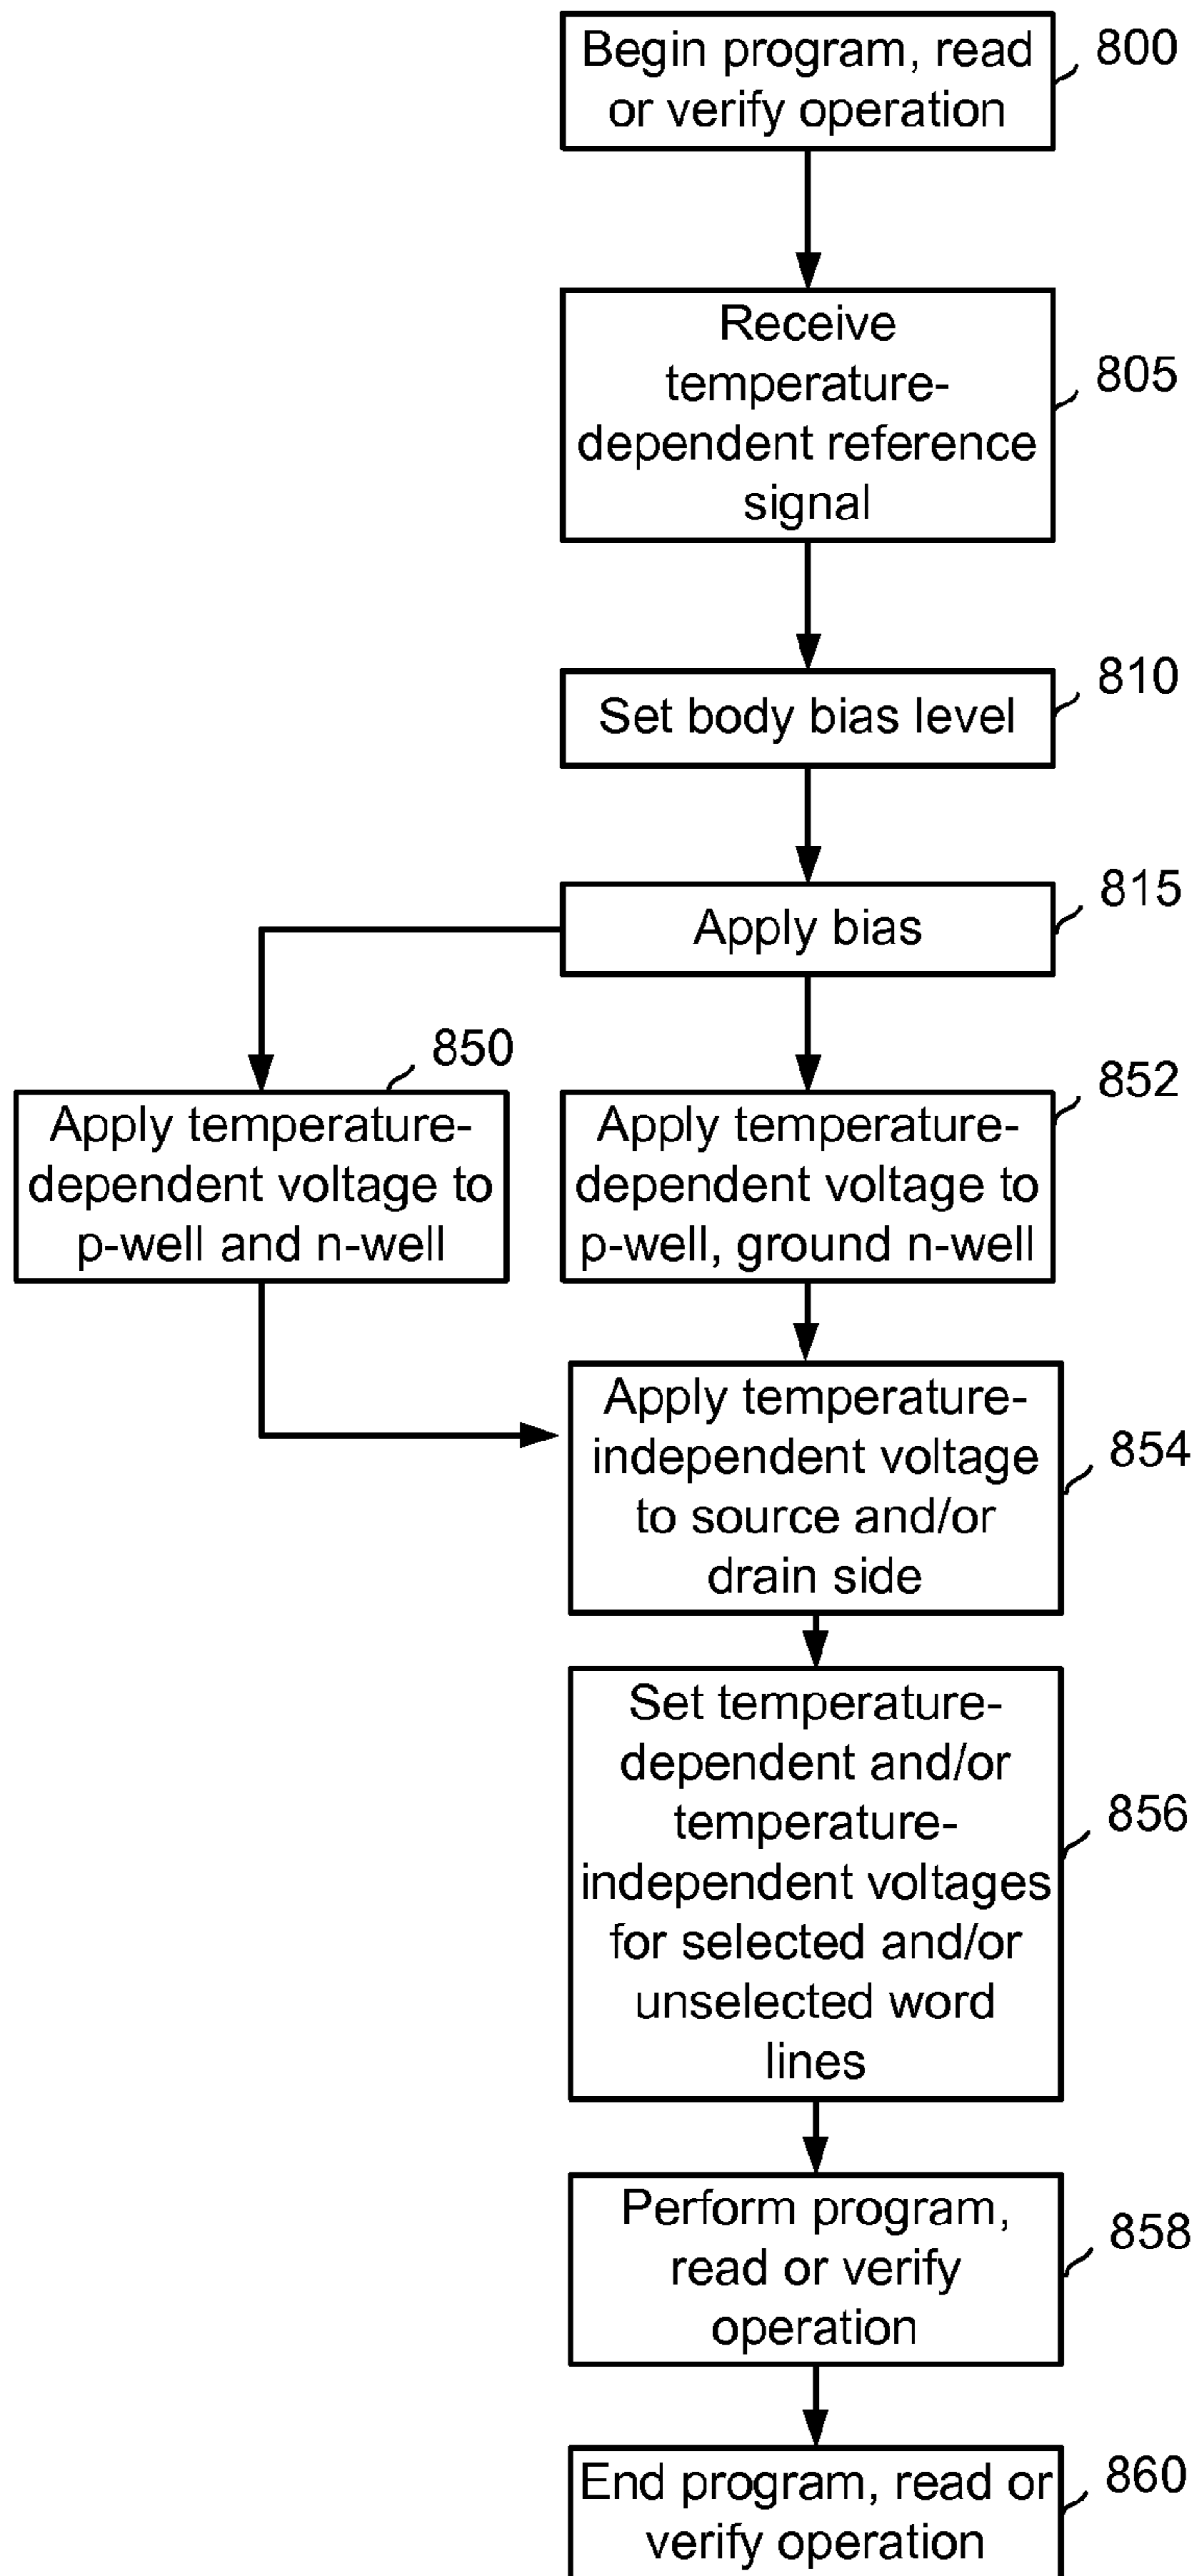 Begin program, read
or verify operation
800
Receive
temperature-
dependent reference
signal
805
Set body bias level
810
Apply bias
815
850
Apply temperature-
dependent voltage to
p-well and n-well
852
Apply temperature-
dependent voltage to
p-well, ground n-well
Apply temperature-
independent voltage
to source and/or
drain side
854
Set temperature-
dependent and/or
temperature-
independent voltages
for selected and/or
unselected word
lines
856
Perform program,
read or verify
operation
858
End program, read or
verify operation
860